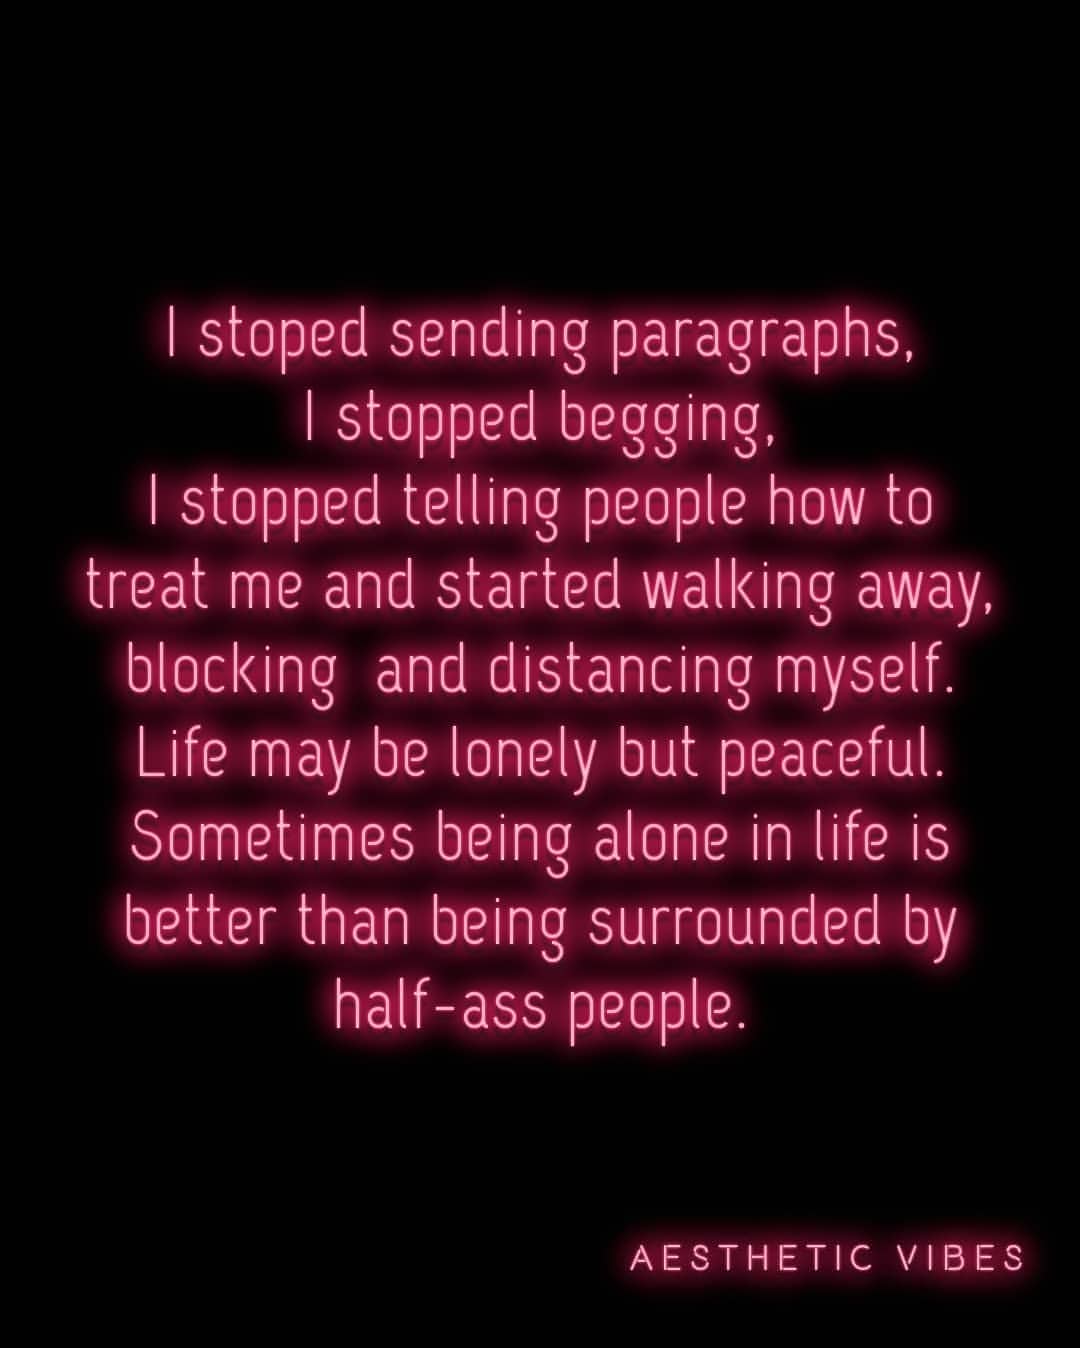 I stoped sending paragraphs,
I stopped begging,
I stopped telling people how to
treat me and started walking away,
blocking  and distancing myself.
Life may be lonely but peaceful.
Sometimes being alone in life is
better than being surrounded by
half-ass people.
AESTHETIC VIBES